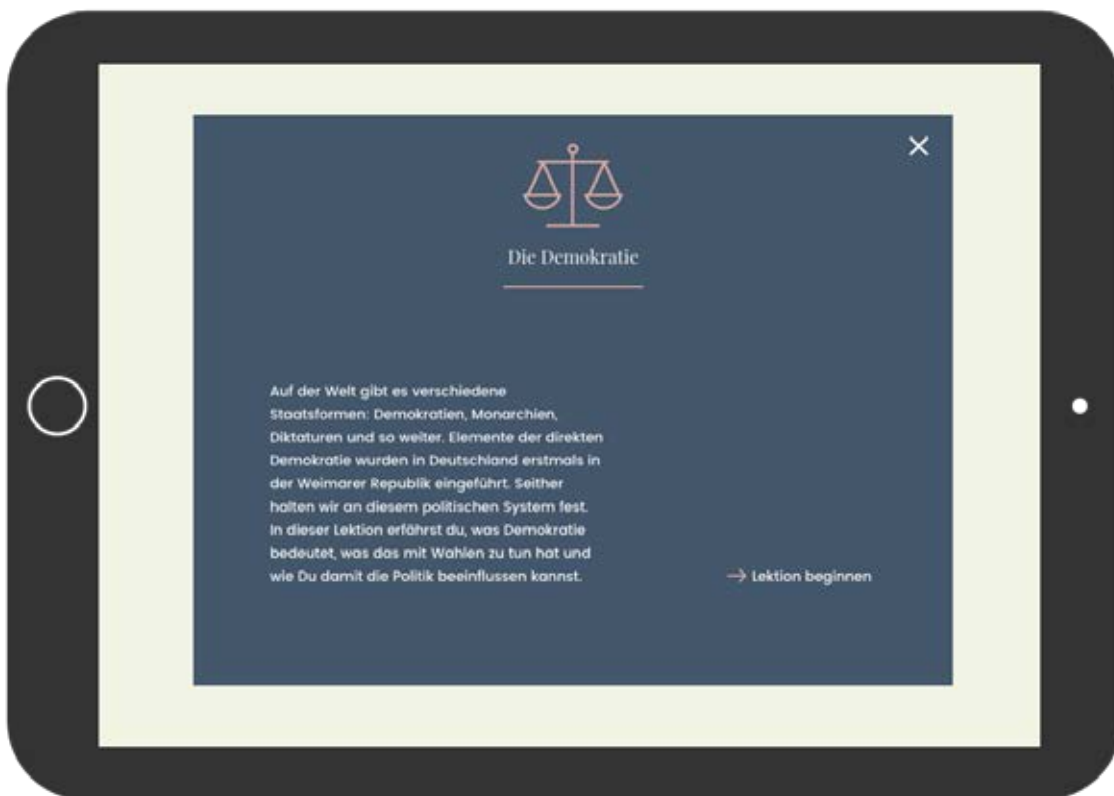 Die Demokratie
Auf der Welt gibt es verschiedene
Staatsformen: Demokratien, Monarchien,
Diktaturen und so weiter. Elemente der direkten
Demokratie wurden in Deutschland erstmals in
der Weimarer Republik eingeführt. Seither
halten wir an diesem politischen System fest.
In dieser Lektion erfährst du, was Demokratie
bedeutet, was das mit Wahlen zu tun hat und
wie Du damit die Politik beeinflussen kannst.
→ Lektion beginnen